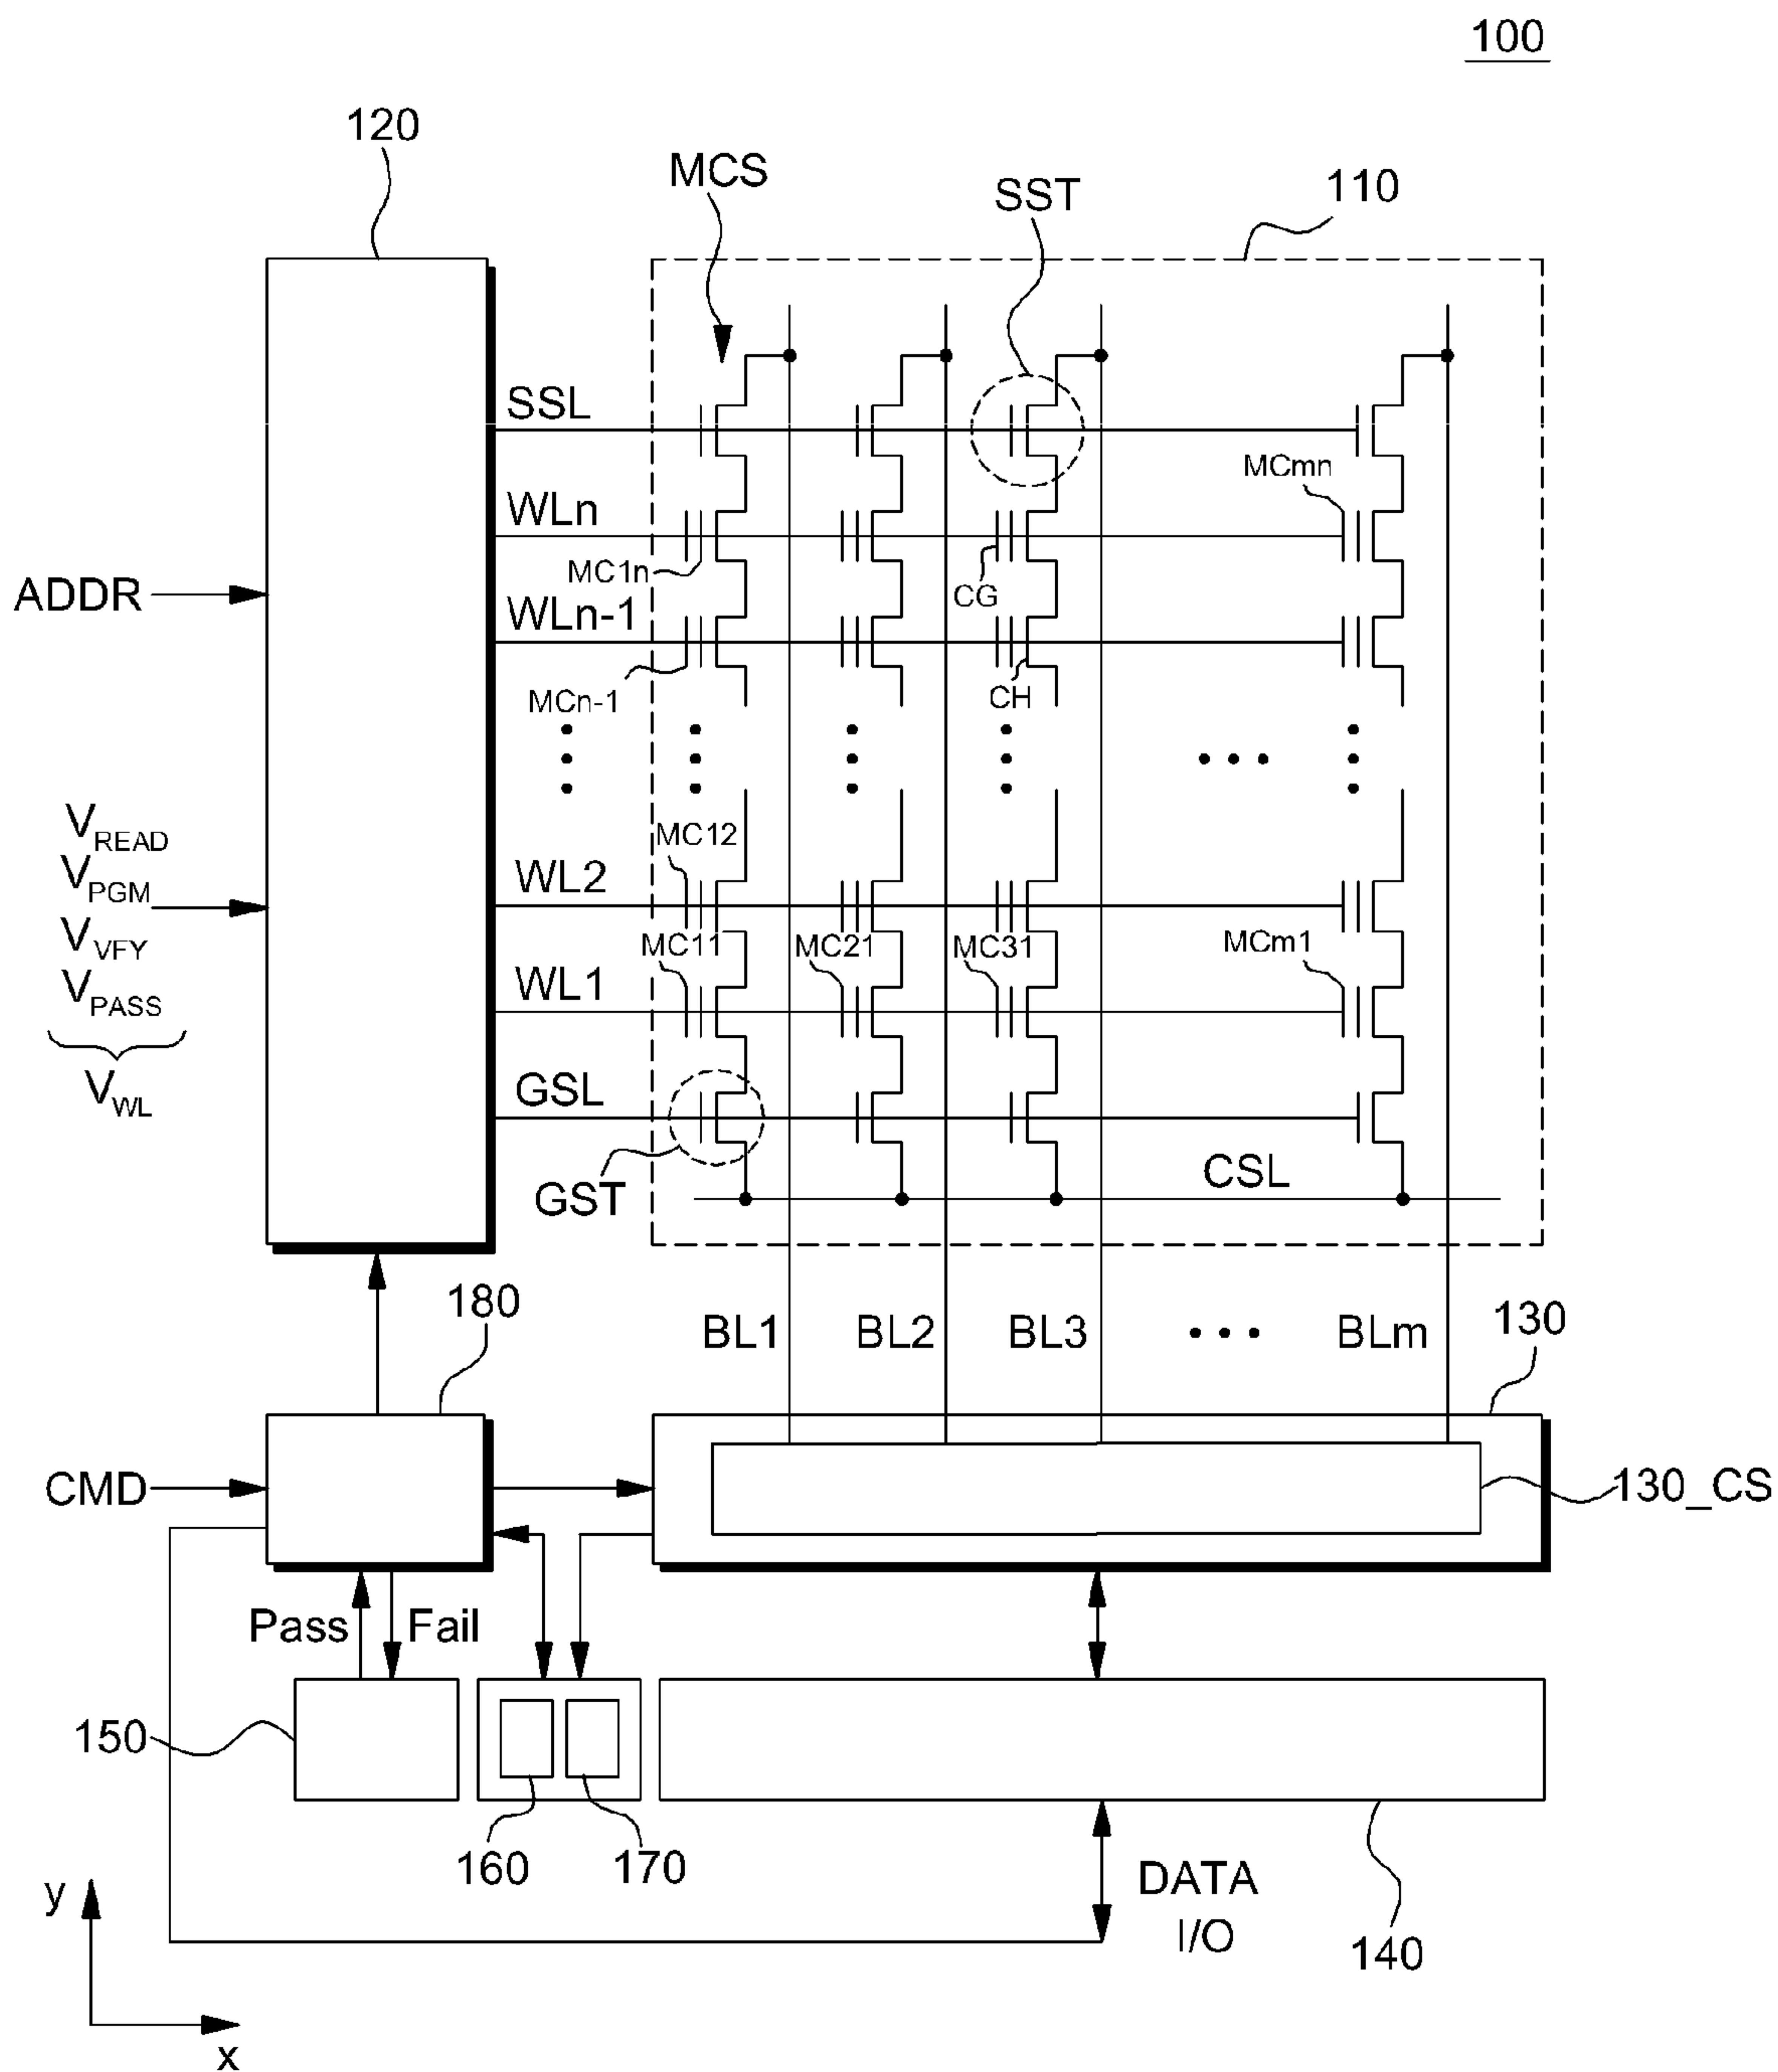 100
120
MCS
SST
110
SSL
MCmn
WLn
MC1n
CG
ADDR
WLn-1
MCn-1
CH
VREAD
VPGM
VVFY
VPASS
VWL
MC12
WL2
MC11
MC21
MC31
MCm1
WL1
GSL
GST
CSL
180
BL1
BL2
BL3
BLm
130
CMD
130_CS
Pass
Fail
150
160
170
DATA
I/O
140
y
x